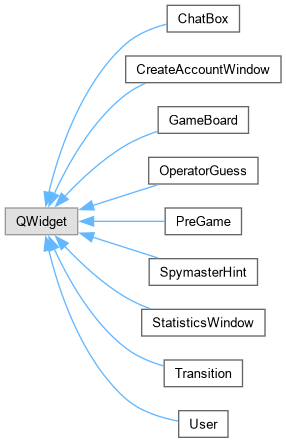 ChatBox
CreateAccountWindow
GameBoard
OperatorGuess
QWidget
PreGame
SpymasterHint
StatisticsWindow
Transition
User